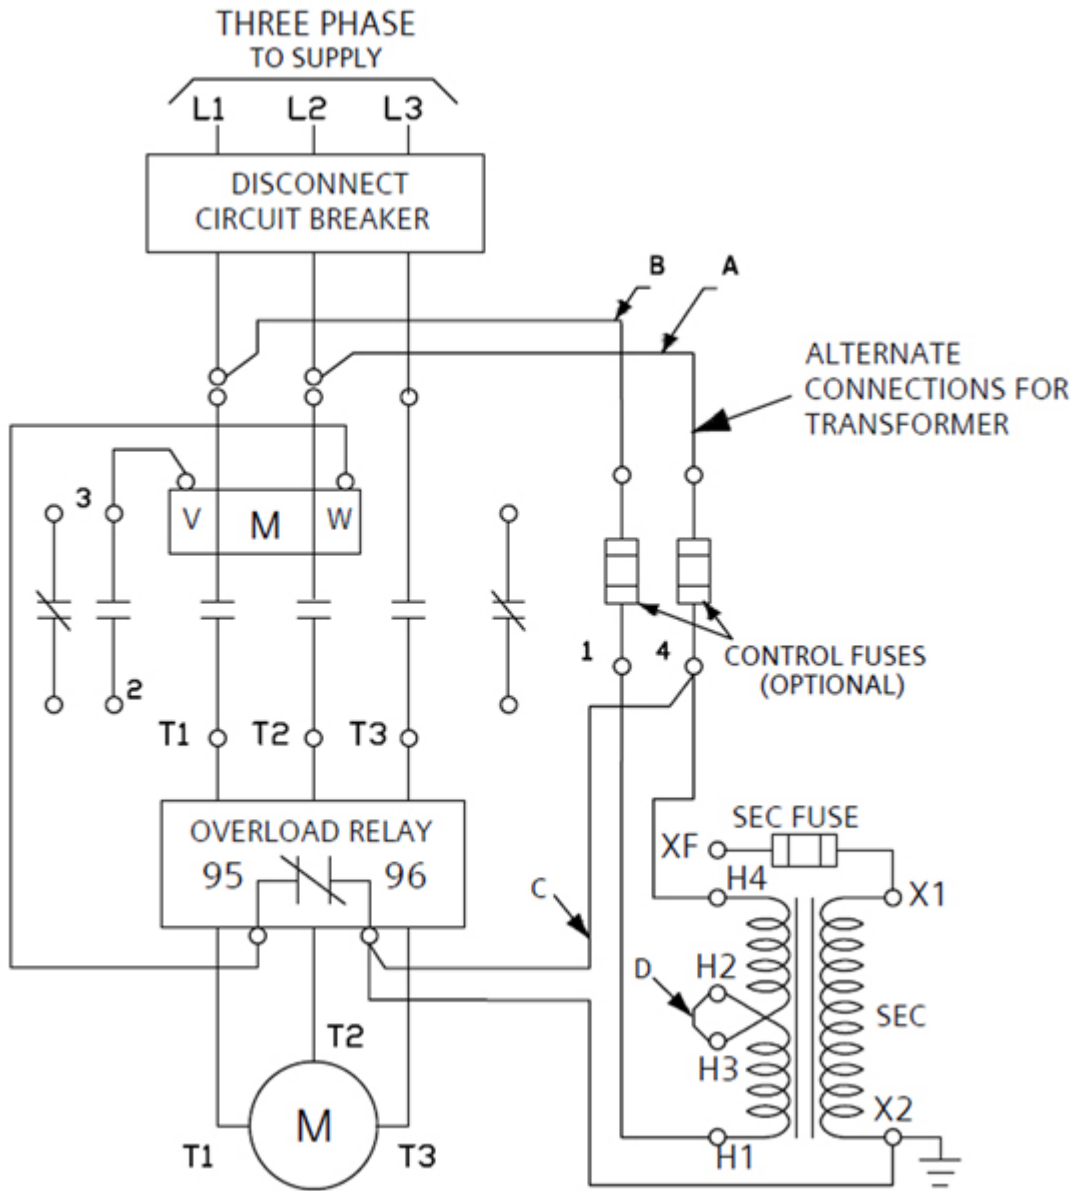 THREE PHASE
TO SUPPLY
L1 L2 L3
DISCONNECT
CIRCUIT BREAKER
B A
ALTERNATE
CONNECTIONS FOR
TRANSFORMER
3
V M W
1 4
CONTROL FUSES
(OPTIONAL)
2
T1 T2 T3
OVERLOAD RELAY
95 96
SEC FUSE
XF
H4 X1
C
D H2
SEC
H3
T2
X2
M
T1 T3
H1